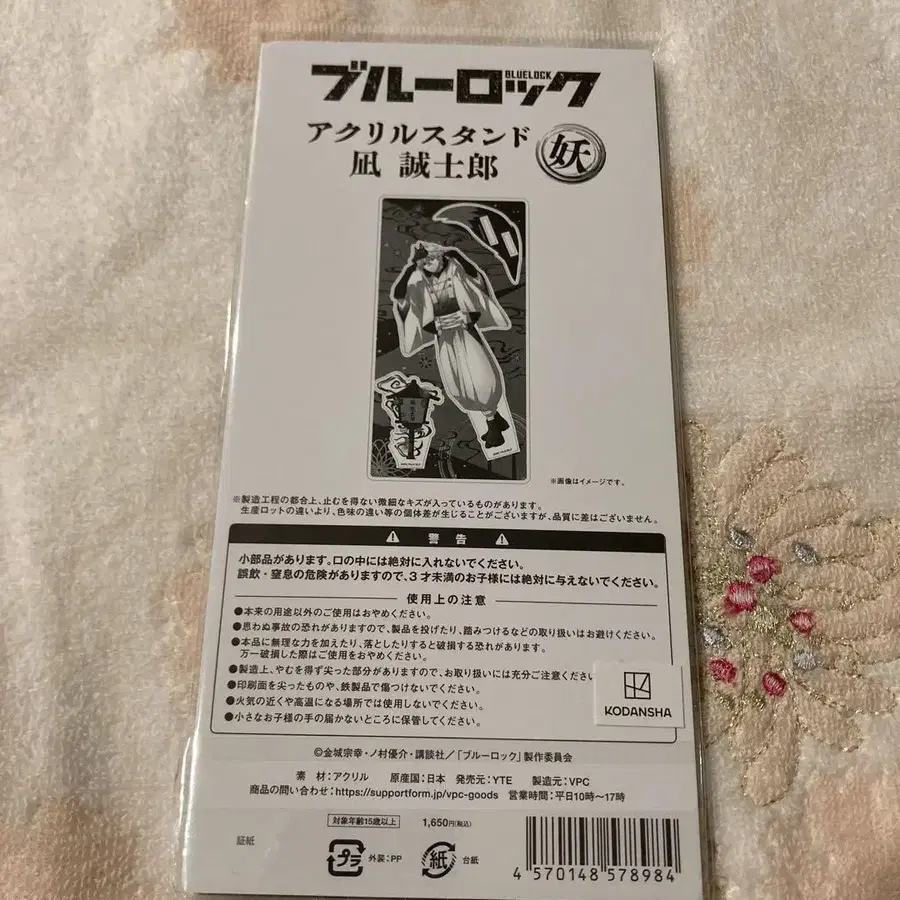 ブルーロック
BLUELOCK
アクリルスタンド
凪 誠士郎
妖
※画像はイメージです。
※製造工程の都合上、止むを得ない微細なキズが入っているものがあります。
生産ロットの違いより、色味の違い等の個体差が生じることがございますが、品質に差はございません。
警告
小部品があります。口の中には絶対に入れないでください。
誤飲・窒息の危険がありますので、3才未満のお子様には絶対に与えないでください。
使用上の注意
●本来の用途以外のご使用はおやめください。
●思わぬ事故の恐れがありますので、製品を投げたり、踏みつけるなどの取り扱いはお避けください。
●本品に無理な力を加えたり、落としたりすると破損する恐れがあります。
万一破損した際はご使用をおやめください。
●製造上、やむを得ず尖った部分がありますので、お取り扱いには充分ご注意ください
●印刷面を尖ったものや、鉄製品で傷つけないでください。
●火気の近くや高温になる場所では使用しないでください。
●小さなお子様の手の届かないところに保管してください。
KODANSHA
©金城宗幸・ノ村優介・講談社/「ブルーロック」製作委員会
素 材:アクリル 原産国:日本 発売元:YTE 製造元:VPC
商品の問い合わせ:https://supportform.jp/vpc-goods 営業時間:平日10時〜17時
対象年齢15歳以上 1,650円(税込)
証紙
プラ 外装:PP 紙 台紙
4 570148 578984